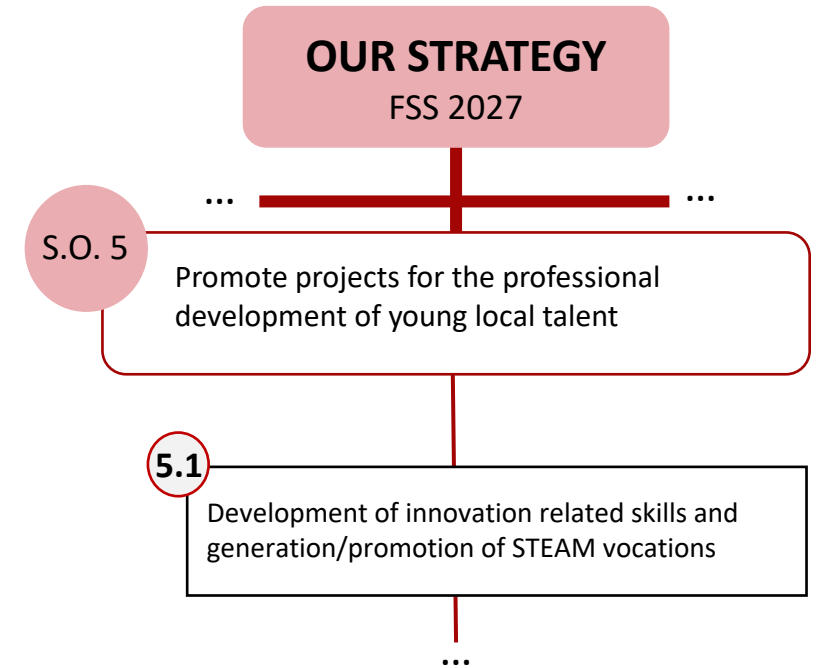 OUR STRATEGY
FSS 2027
... ...
S.O. 5
Promote projects for the professional
development of young local talent
5.1
Development of innovation related skills and
generation/promotion of STEAM vocations
...